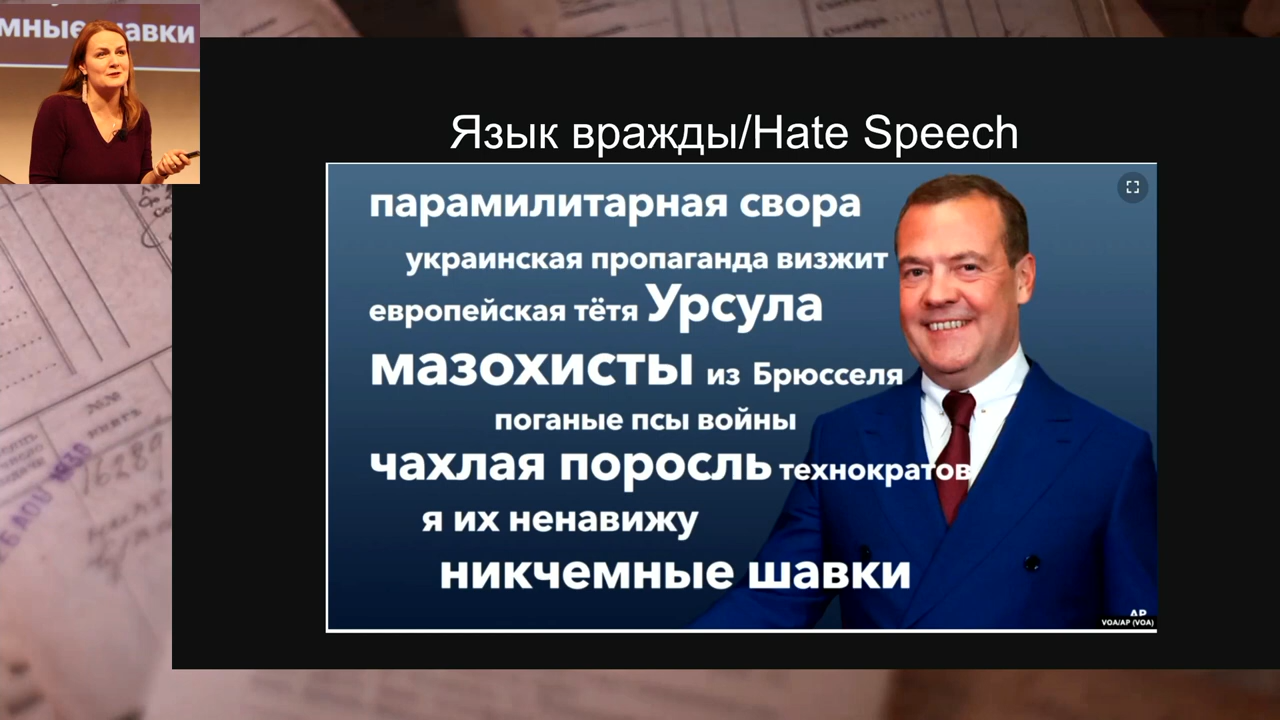 мные шавки
Язык вражды/Hate Speech
парамилитарная свора
украинская пропаганда визжит
европейская тётя Урсула
мазохисты из Брюсселя
поганые псы войны
чахлая поросль технократов
я их ненавижу
никчемные шавки
AP
VOA/AP (VOA)